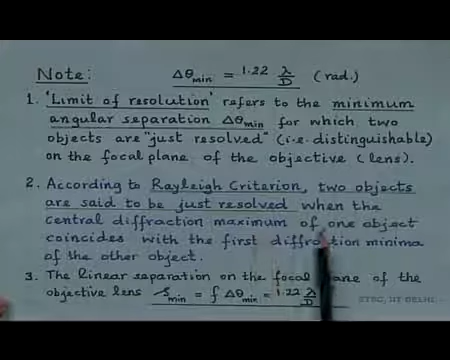 Note: Δθmin = 1.22 λ/D (rad.)
1. 'Limit of resolution' refers to the minimum
angular separation Δθmin for which two
objects are "just resolved" (i.e. distinguishable)
on the focal plane of the objective (lens).
2. According to Rayleigh Criterion, two objects
are said to be just resolved when the
central diffraction maximum of one object
coincides with the first diffraction minima
of the other object.
3. The linear separation on the focal plane of the
objective lens = f Δθmin = 1.22 λ/D
ETSC, IIT DELHI